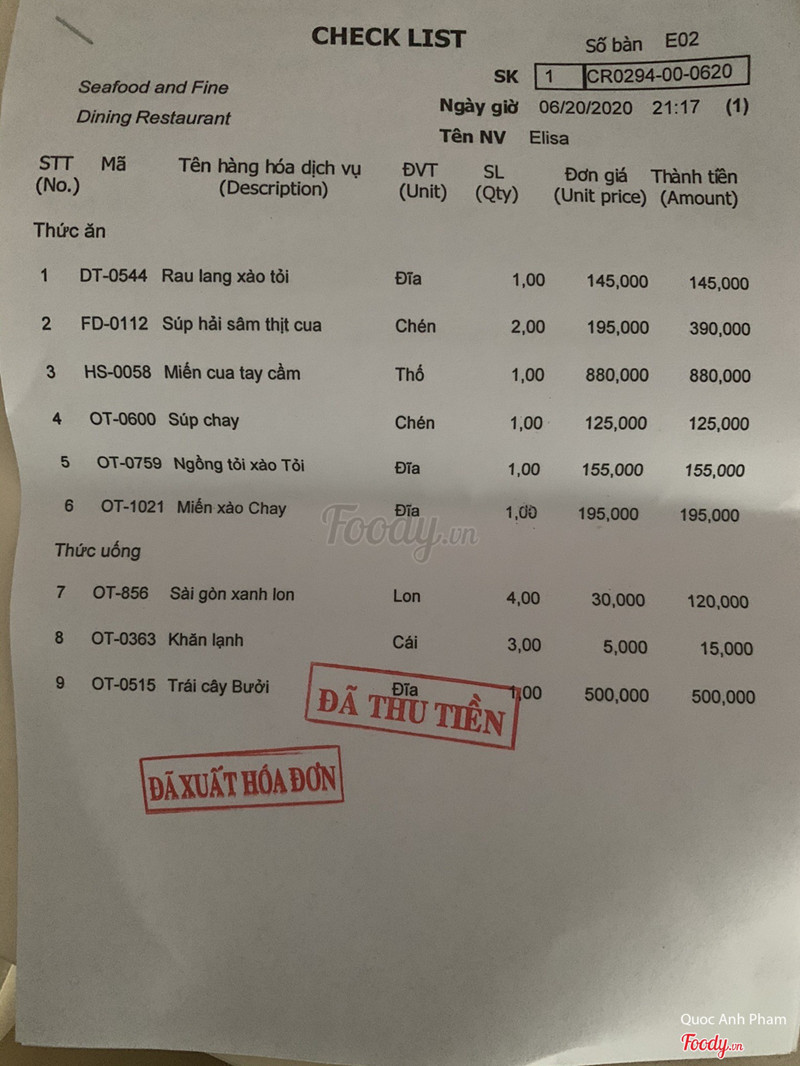 CHECK LIST
Số bàn E02
SK 1 CR0294-00-0620
Seafood and Fine
Dining Restaurant
Ngày giờ 06/20/2020 21:17 (1)
Tên NV Elisa
STT Mã Tên hàng hóa dịch vụ ĐVT SL Đơn giá Thành tiền
(No.) (Description) (Unit) (Qty) (Unit price) (Amount)
Thức ăn
1 DT-0544 Rau lang xào tỏi Đĩa 1,00 145,000 145,000
2 FD-0112 Súp hải sâm thịt cua Chén 2,00 195,000 390,000
3 HS-0058 Miến cua tay cầm Thố 1,00 880,000 880,000
4 OT-0600 Súp chay Chén 1,00 125,000 125,000
5 OT-0759 Ngồng tỏi xào Tỏi Đĩa 1,00 155,000 155,000
6 OT-1021 Miến xào Chay Đĩa 1,00 195,000 195,000
Foody.vn
Thức uống
7 OT-856 Sài gòn xanh lon Lon 4,00 30,000 120,000
8 OT-0363 Khăn lạnh Cái 3,00 5,000 15,000
9 OT-0515 Trái cây Bưởi Đĩa 1,00 500,000 500,000
ĐÃ THU TIỀN
ĐÃ XUẤT HÓA ĐƠN
Quoc Anh Pham
Foody.vn